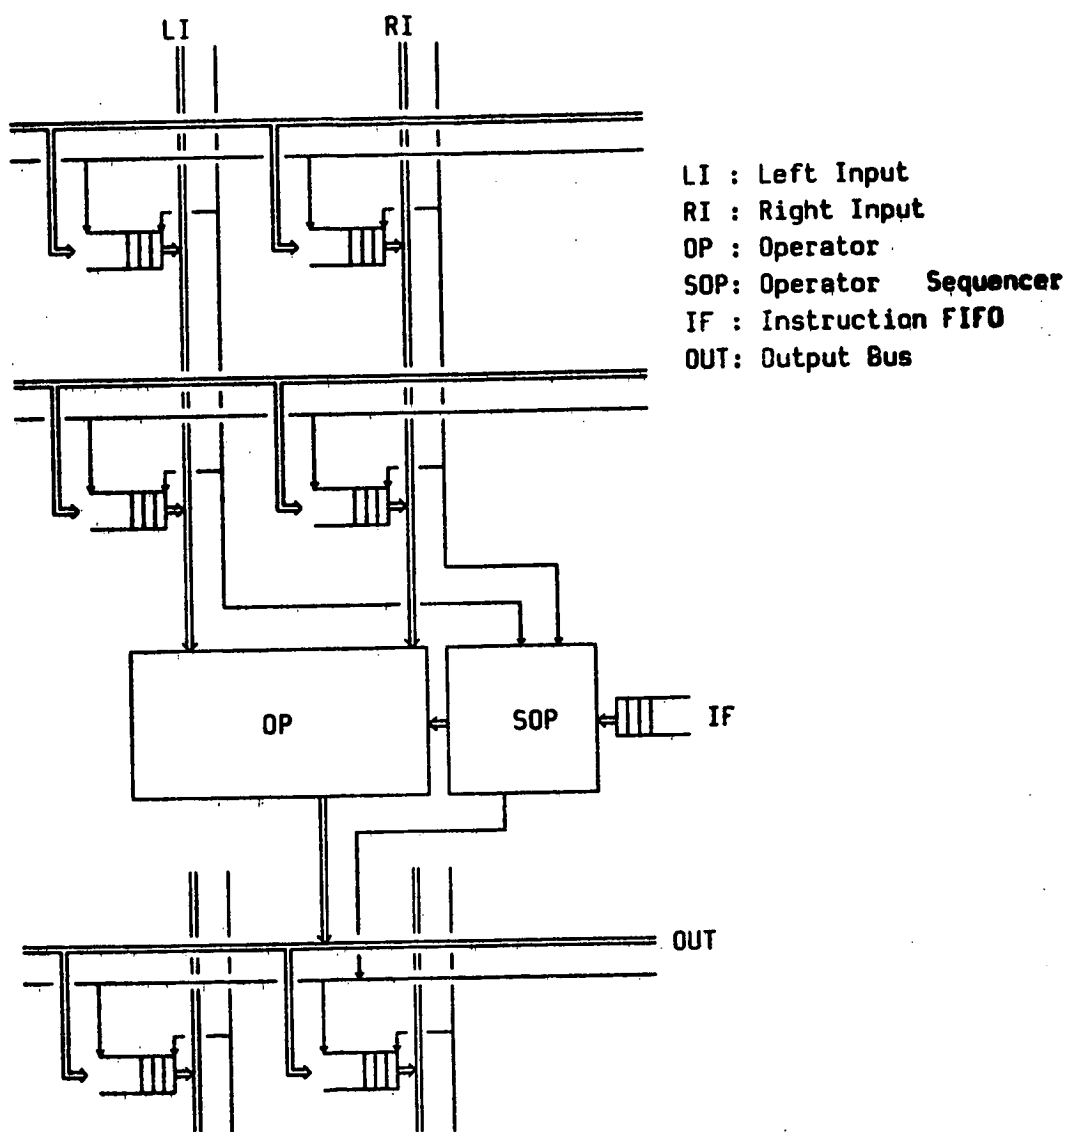 LI
RI
LI : Left Input
RI : Right Input
OP : Operator
SOP: Operator Sequencer
IF : Instruction FIFO
OUT: Output Bus
OP
SOP
IF
OUT